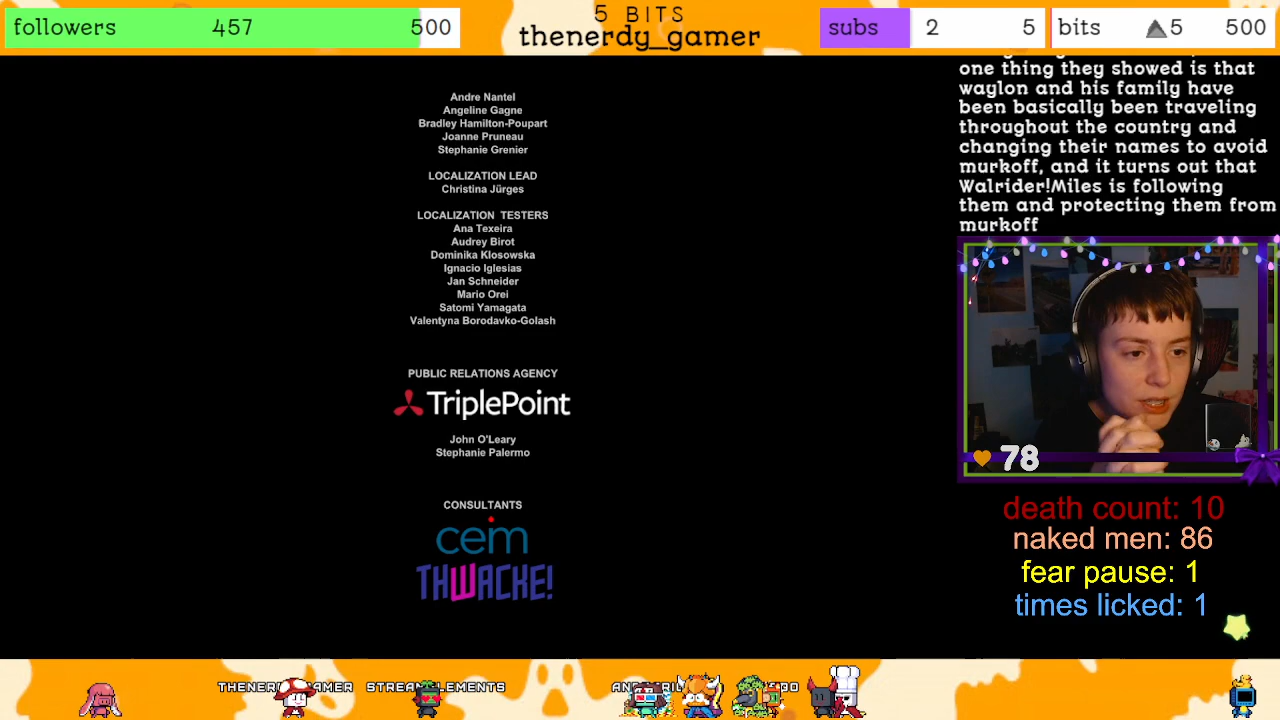 followers 457 500
5 BITS
thenerdy_gamer
subs 2 5
bits 5 500
one thing they showed is that
waylon and his family have
been basically been traveling
throughout the country and
changing their names to avoid
murkoff, and it turns out that
Walrider!Miles is following
them and protecting them from
murkoff
Andre Nantel
Angeline Gagne
Bradley Hamilton-Poupart
Joanne Pruneau
Stephanie Grenier
LOCALIZATION LEAD
Christina Jürges
LOCALIZATION TESTERS
Ana Texeira
Audrey Birot
Dominika Kłosowska
Ignacio Iglesias
Jan Schneider
Mario Orei
Satomi Yamagata
Valentyna Borodavko-Golash
PUBLIC RELATIONS AGENCY
TriplePoint
John O'Leary
Stephanie Palermo
CONSULTANTS
cem
THWACKE!
78
death count: 10
naked men: 86
fear pause: 1
times licked: 1